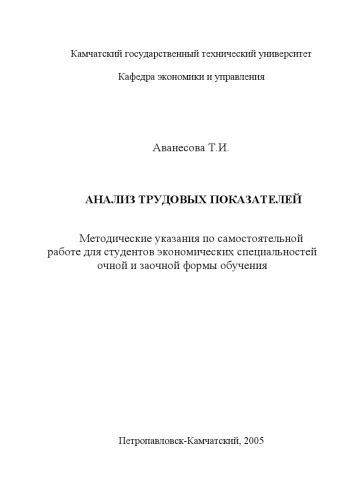 Камчатский государственный технический университет
Кафедра экономики и управления
Аванесова Т.И.
АНАЛИЗ ТРУДОВЫХ ПОКАЗАТЕЛЕЙ
Методические указания по самостоятельной
работе для студентов экономических специальностей
очной и заочной формы обучения
Петропавловск-Камчатский, 2005